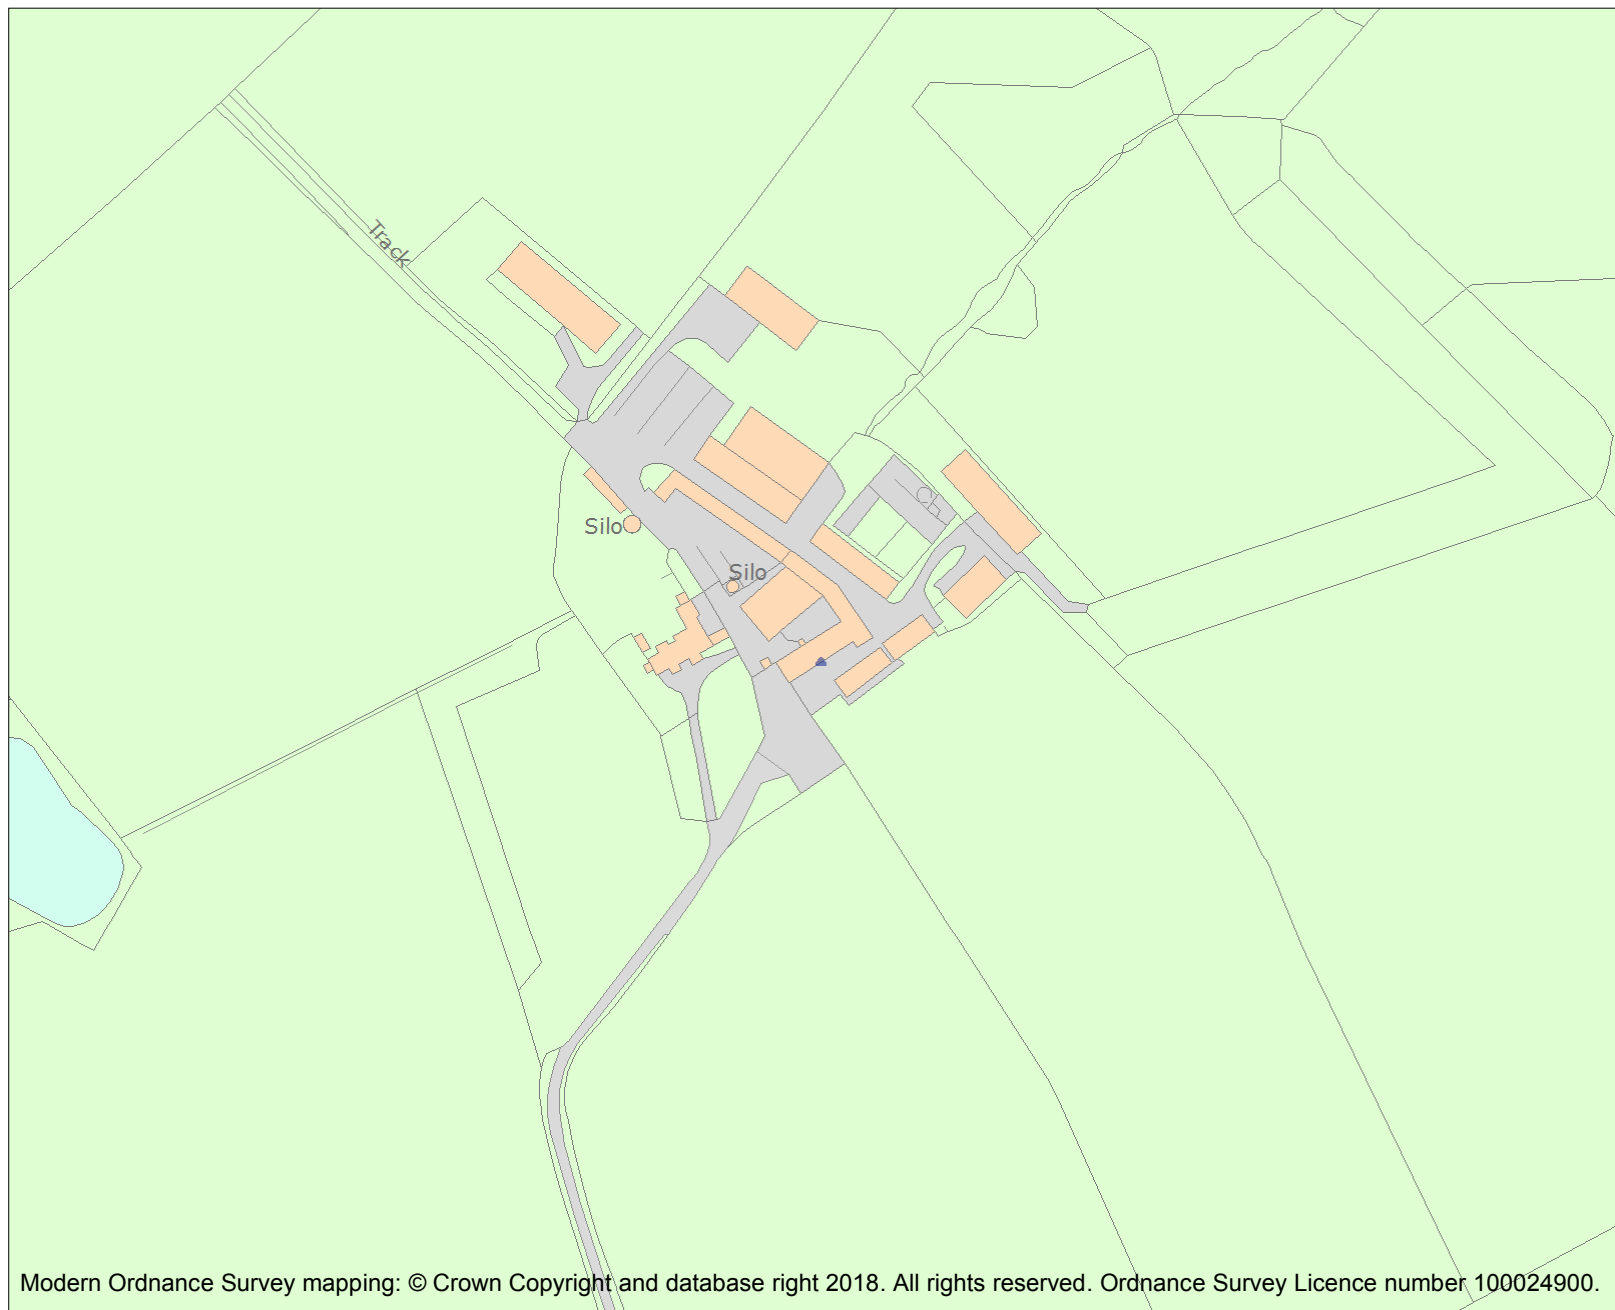 Track
Silo
Silo
Modern Ordnance Survey mapping: © Crown Copyright and database right 2018. All rights reserved. Ordnance Survey Licence number 100024900.